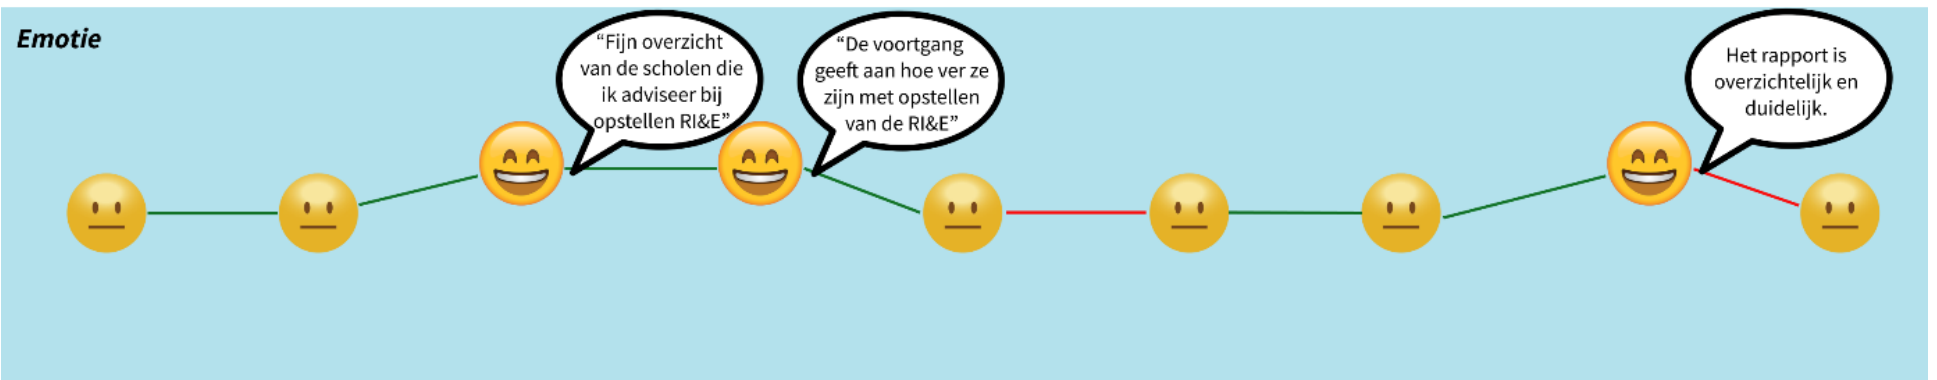 Emotie
“Fijn overzicht
van de scholen die
ik adviseer bij
opstellen RI&E”
“De voortgang
geeft aan hoe ver ze
zijn met opstellen
van de RI&E”
Het rapport is
overzichtelijk en
duidelijk.